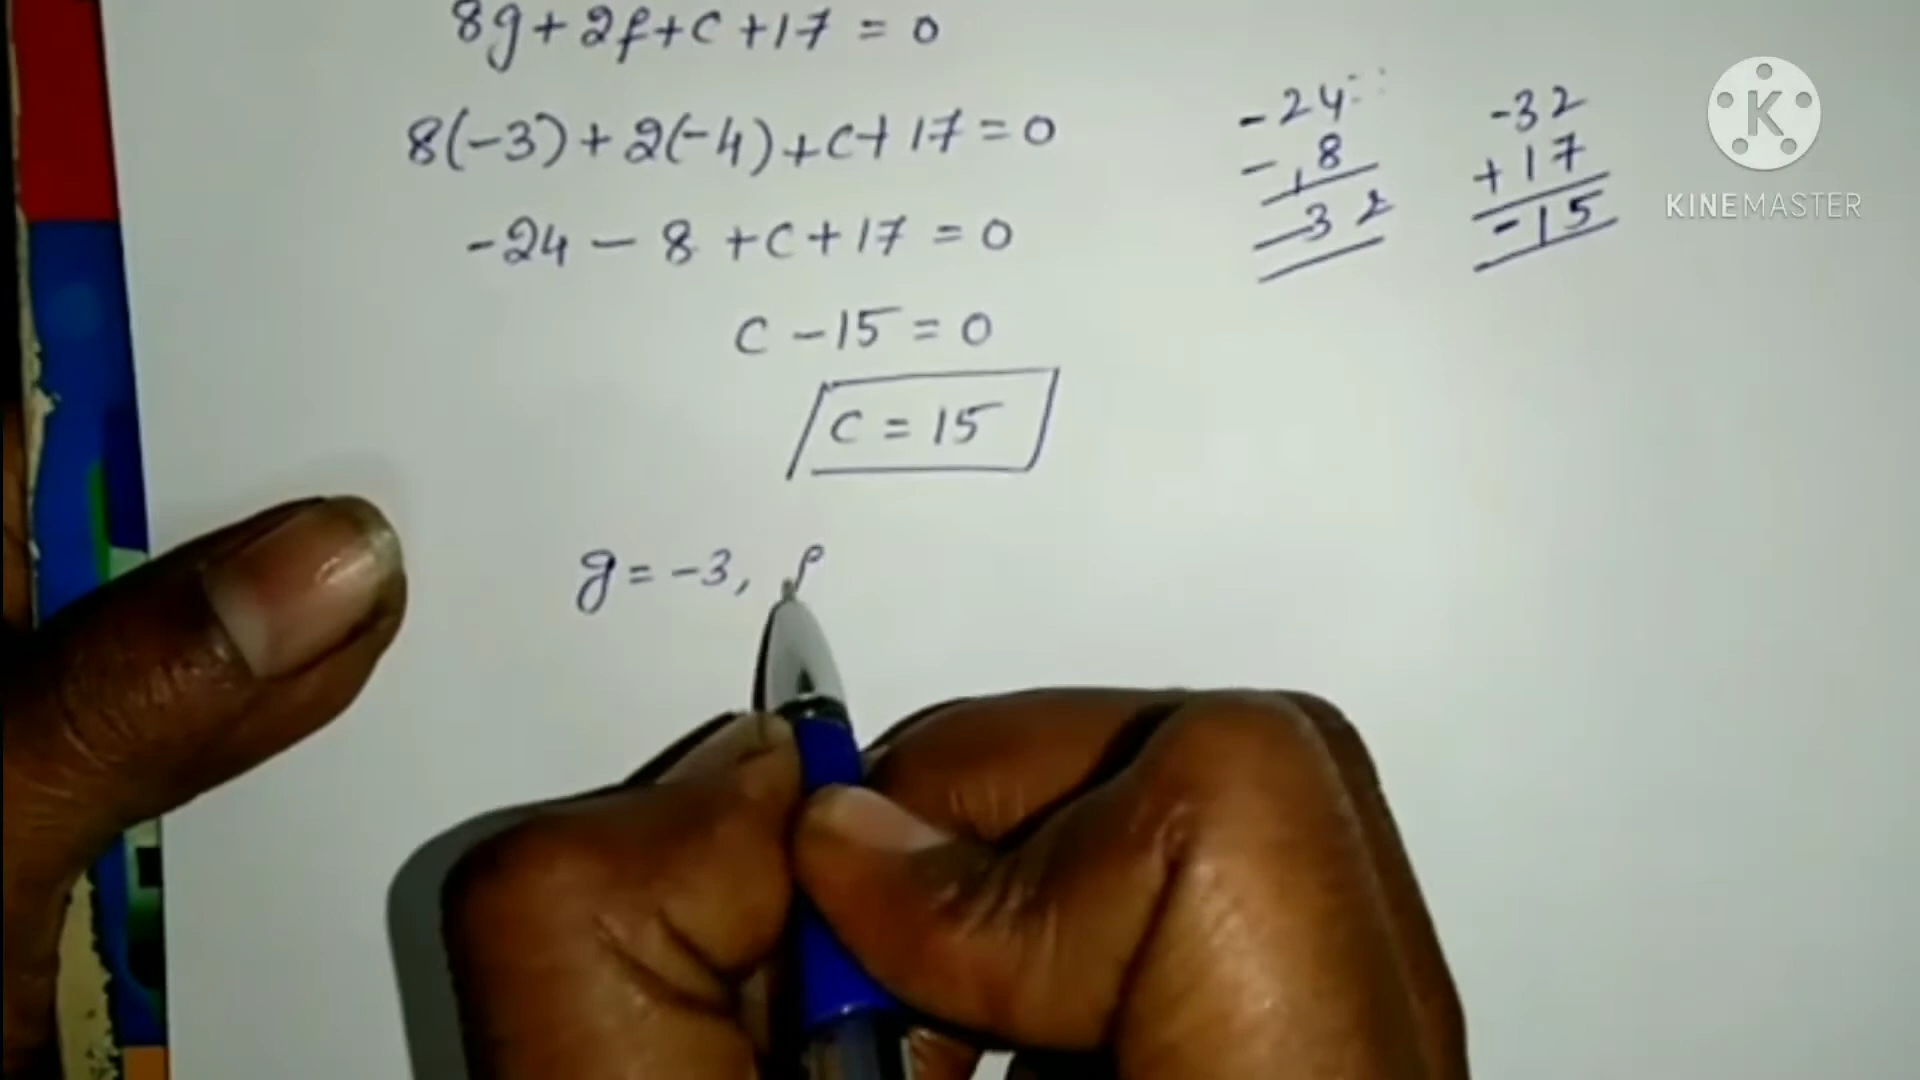 8g + 2f + c + 17 = 0
8(-3) + 2(-4) + c + 17 = 0
-24 - 8 + c + 17 = 0
c - 15 = 0
c = 15
g = -3, f
-24
- 8
-32
-32
+17
-15
K
KINEMASTER